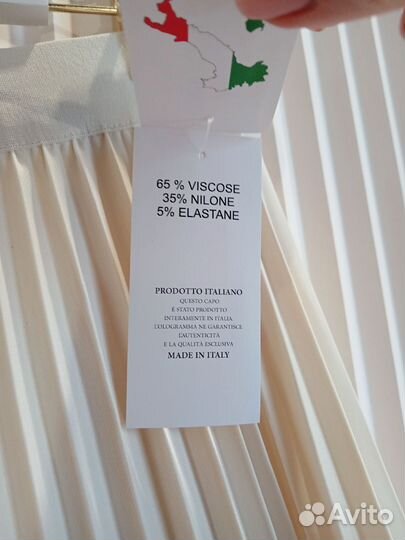 65 % VISCOSE
35% NILONE
5% ELASTANE
PRODOTTO ITALIANO
QUESTO CAPO
È STATO PRODOTTO
INTERAMENTE IN ITALIA
L'OLOGRAMMA NE GARANTISCE
L'AUTENTICITÀ
E LA QUALITÀ ESCLUSIVA
MADE IN ITALY
Avito